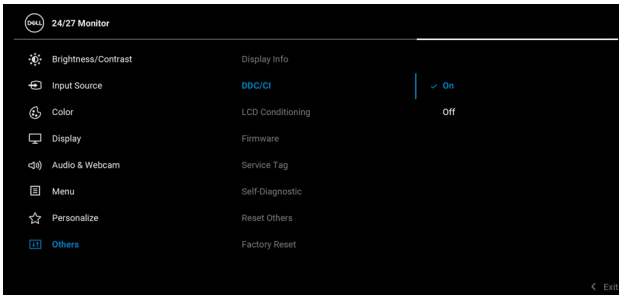 DELL 24/27 Monitor
Brightness/Contrast Display Info
Input Source DDC/CI ✓ On
Color LCD Conditioning Off
Display Firmware
Audio & Webcam Service Tag
Menu Self-Diagnostic
Personalize Reset Others
Others Factory Reset
< Exit